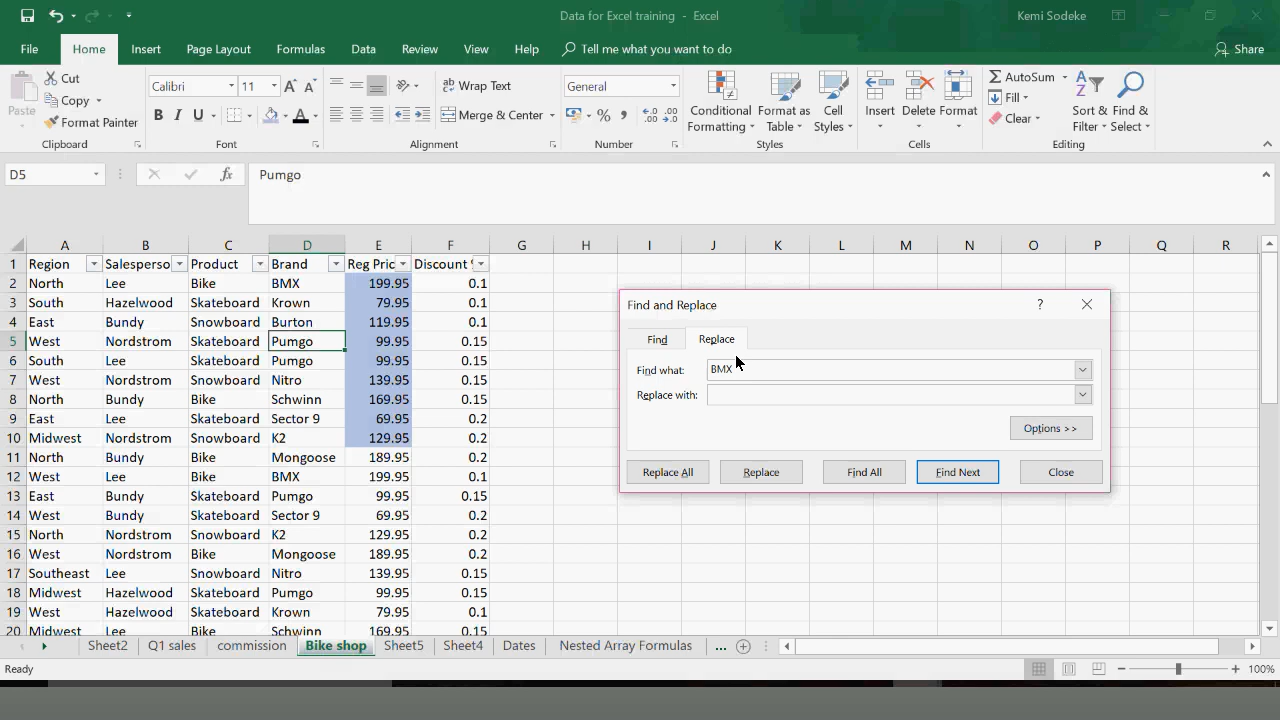 Data for Excel training - Excel
Kemi Sodeke
File Home Insert Page Layout Formulas Data Review View Help Tell me what you want to do Share
Paste Cut Copy Format Painter
Calibri 11
B I U A
Wrap Text
Merge & Center
General
% ,
Conditional Formatting Format as Table Cell Styles
Insert Delete Format
AutoSum Fill Clear
Sort & Filter Find & Select
Clipboard Font Alignment Number Styles Cells Editing
D5 fx Pumgo
A B C D E F G H I J K L M N O P Q R
1 Region Salesperso Product Brand Reg Pric Discount
2 North Lee Bike BMX 199.95 0.1
3 South Hazelwood Skateboard Krown 79.95 0.1
4 East Bundy Snowboard Burton 119.95 0.1
5 West Nordstrom Skateboard Pumgo 99.95 0.15
6 South Lee Skateboard Pumgo 99.95 0.15
7 West Nordstrom Snowboard Nitro 139.95 0.15
8 North Bundy Bike Schwinn 169.95 0.15
9 East Lee Skateboard Sector 9 69.95 0.2
10 Midwest Nordstrom Snowboard K2 129.95 0.2
11 North Bundy Bike Mongoose 189.95 0.2
12 West Lee Bike BMX 199.95 0.1
13 East Bundy Skateboard Pumgo 99.95 0.15
14 West Bundy Skateboard Sector 9 69.95 0.2
15 North Nordstrom Snowboard K2 129.95 0.2
16 West Nordstrom Bike Mongoose 189.95 0.2
17 Southeast Lee Snowboard Nitro 139.95 0.15
18 Midwest Hazelwood Skateboard Pumgo 99.95 0.15
19 West Hazelwood Skateboard Krown 79.95 0.1
20 Midwest Lee Bike Schwinn 169.95 0.15
Find and Replace ?
Find Replace
Find what: BMX
Replace with:
Options >>
Replace All Replace Find All Find Next Close
Sheet2 Q1 sales commission Bike shop Sheet5 Sheet4 Dates Nested Array Formulas ...
Ready 100%